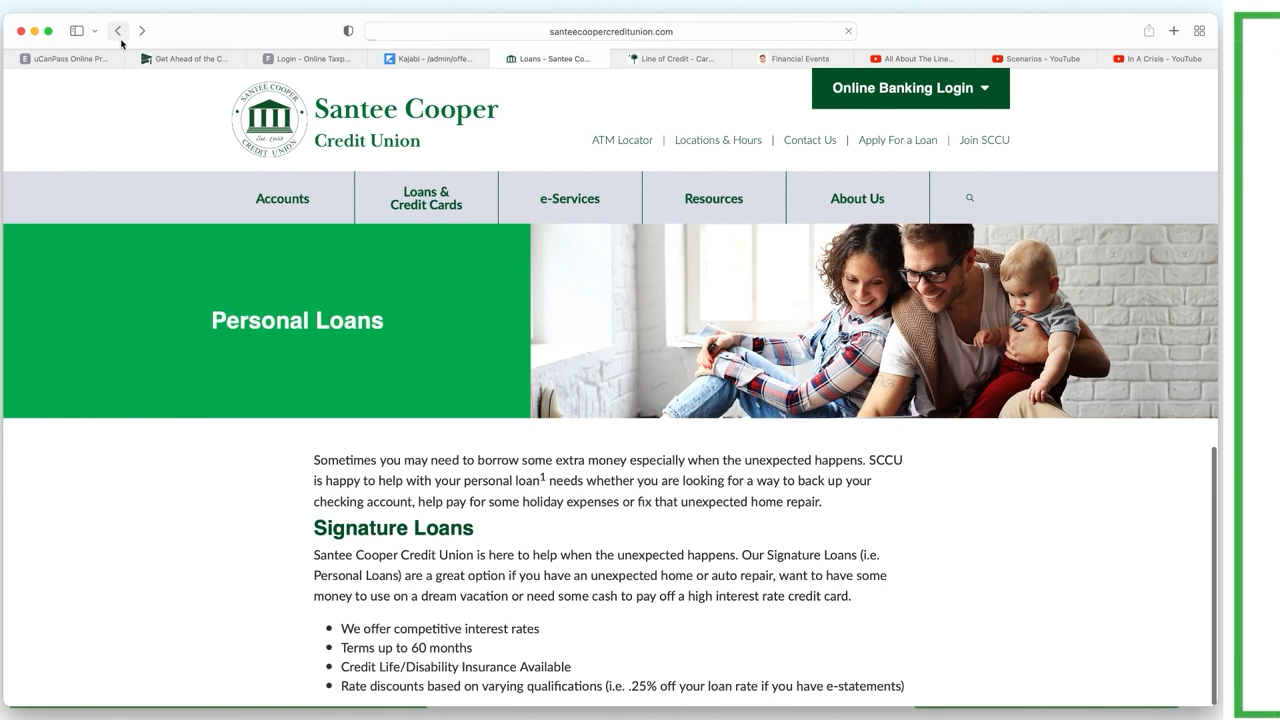 santeecoopercreditunion.com
uCanPass Online Pr...
Get Ahead of the C...
Login - Online Taxp...
Kajabi - /admin/offe...
Loans - Santee Co...
Line of Credit - Car...
Financial Events
All About The Line...
Scenarios - YouTube
In A Crisis - YouTube
SANTEE COOPER
Est. 1952
CREDIT UNION
Santee Cooper
Credit Union
Online Banking Login
ATM Locator | Locations & Hours | Contact Us | Apply For a Loan | Join SCCU
Accounts
Loans &
Credit Cards
e-Services
Resources
About Us
Personal Loans
Sometimes you may need to borrow some extra money especially when the unexpected happens. SCCU
is happy to help with your personal loan1 needs whether you are looking for a way to back up your
checking account, help pay for some holiday expenses or fix that unexpected home repair.
Signature Loans
Santee Cooper Credit Union is here to help when the unexpected happens. Our Signature Loans (i.e.
Personal Loans) are a great option if you have an unexpected home or auto repair, want to have some
money to use on a dream vacation or need some cash to pay off a high interest rate credit card.
• We offer competitive interest rates
• Terms up to 60 months
• Credit Life/Disability Insurance Available
• Rate discounts based on varying qualifications (i.e. .25% off your loan rate if you have e-statements)